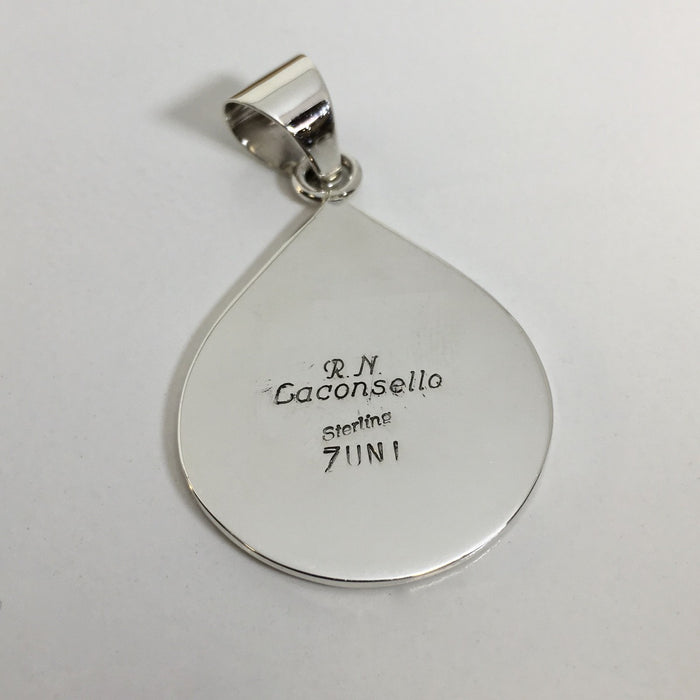 R.N.
Laconsello
Sterling
ZUNI